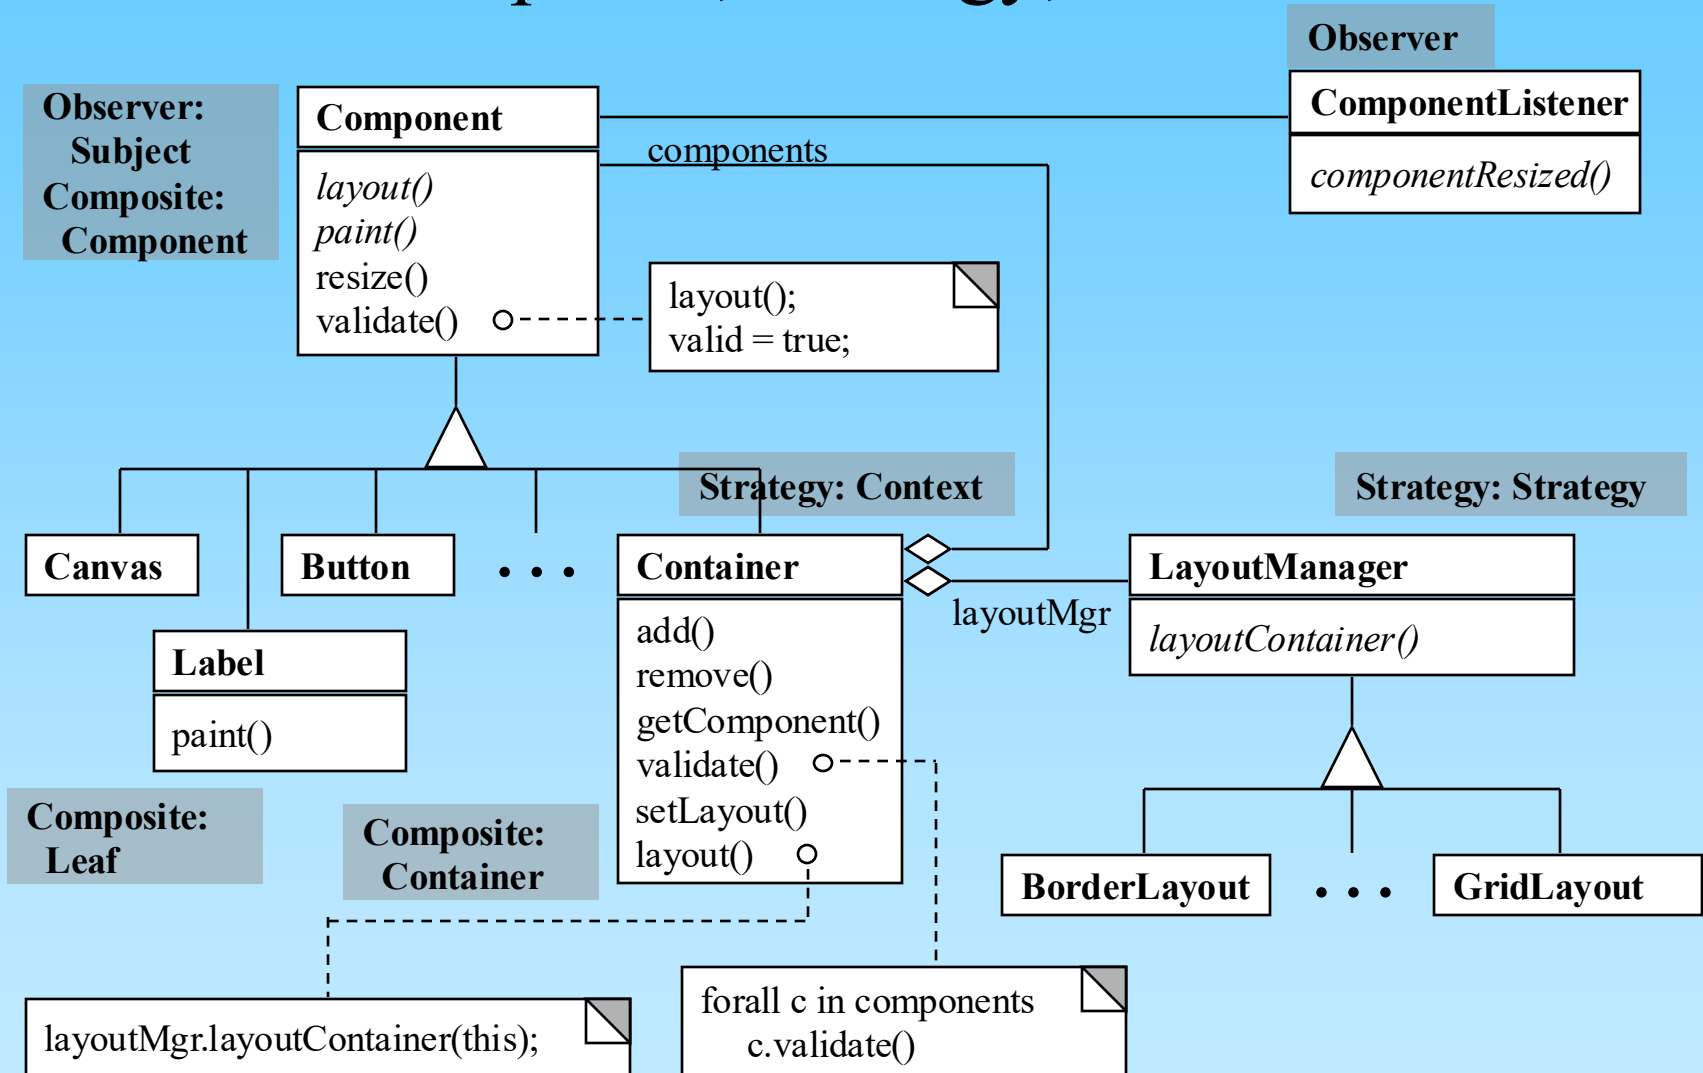 Observer
Observer:
Subject
Composite:
Component
Component
layout()
paint()
resize()
validate()
components
ComponentListener
componentResized()
layout();
valid = true;
Strategy: Context
Strategy: Strategy
Canvas
Button
. . .
Container
add()
remove()
getComponent()
validate()
setLayout()
layout()
layoutMgr
LayoutManager
layoutContainer()
Label
paint()
Composite:
Leaf
Composite:
Container
BorderLayout
. . .
GridLayout
layoutMgr.layoutContainer(this);
forall c in components
c.validate()